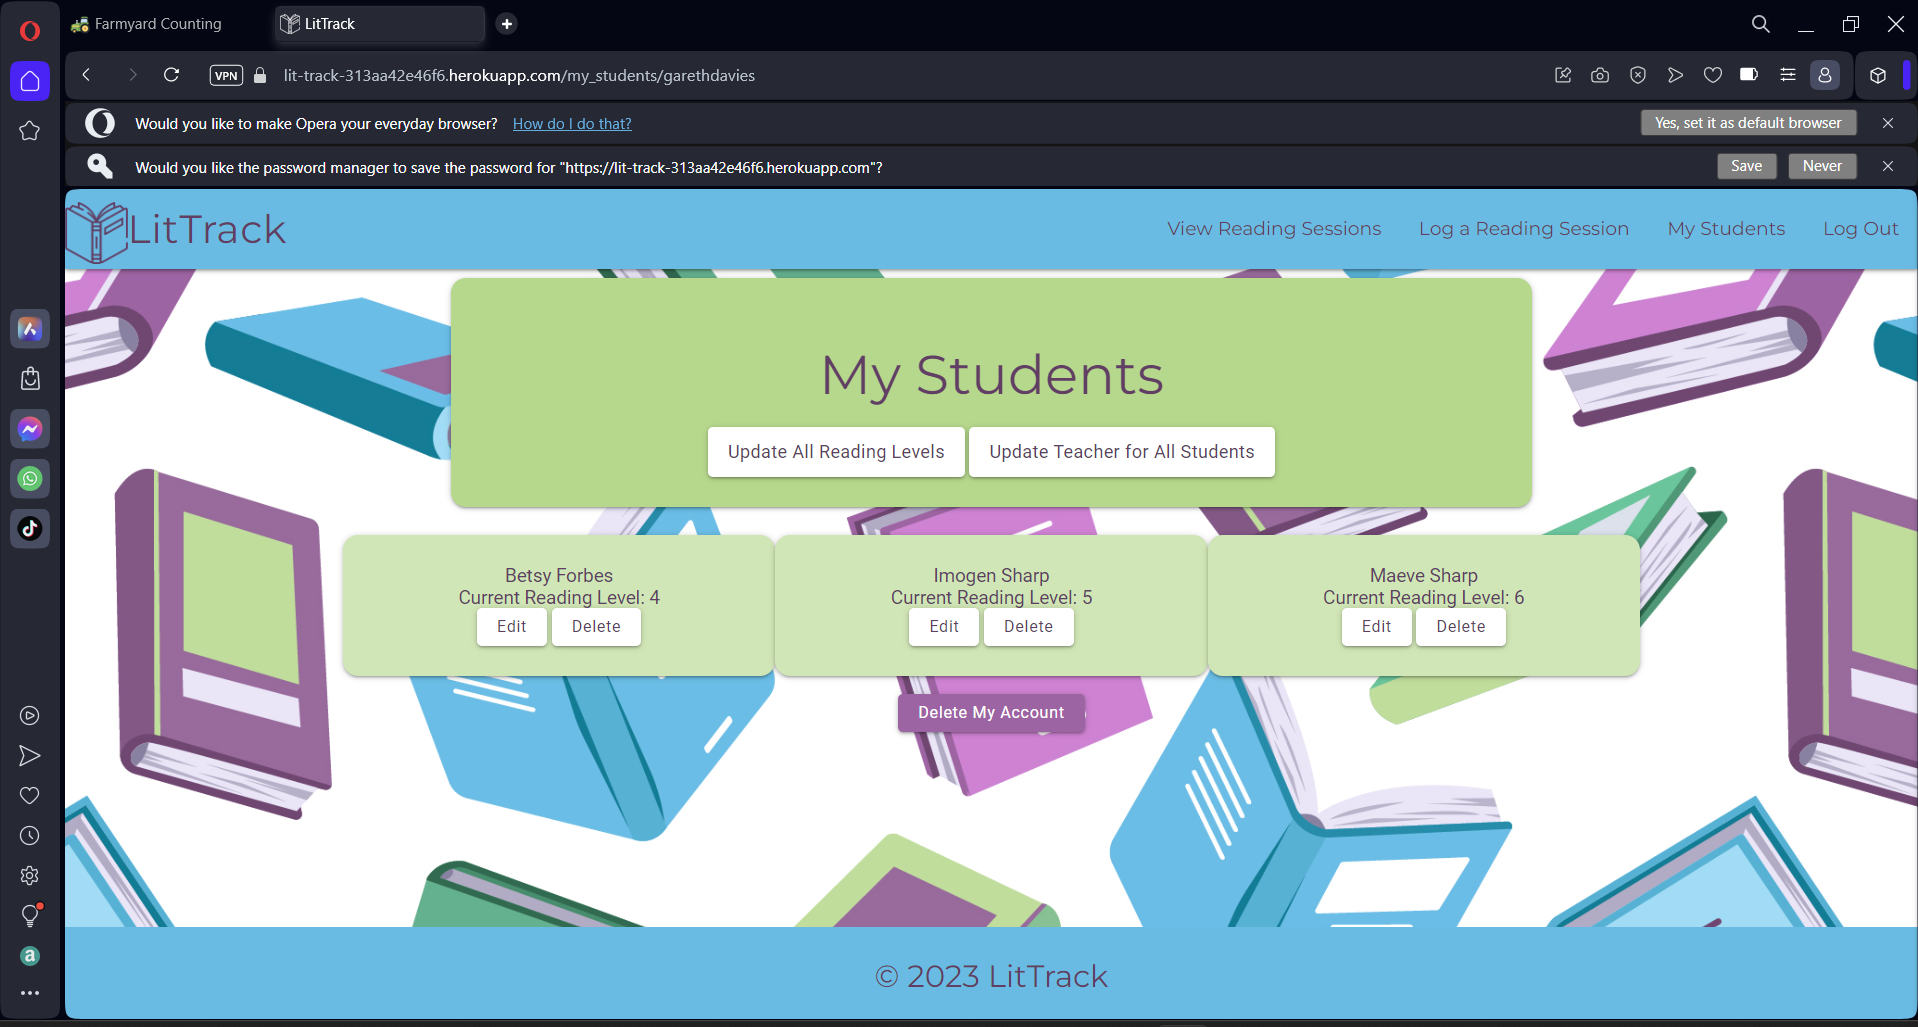 Farmyard Counting
LitTrack
VPN
lit-track-313aa42e46f6.herokuapp.com/my_students/garethdavies
Would you like to make Opera your everyday browser? How do I do that?
Yes, set it as default browser
Would you like the password manager to save the password for "https://lit-track-313aa42e46f6.herokuapp.com"?
Save Never
LitTrack
View Reading Sessions Log a Reading Session My Students Log Out
My Students
Update All Reading Levels Update Teacher for All Students
Betsy Forbes
Current Reading Level: 4
Edit Delete
Imogen Sharp
Current Reading Level: 5
Edit Delete
Maeve Sharp
Current Reading Level: 6
Edit Delete
Delete My Account
© 2023 LitTrack